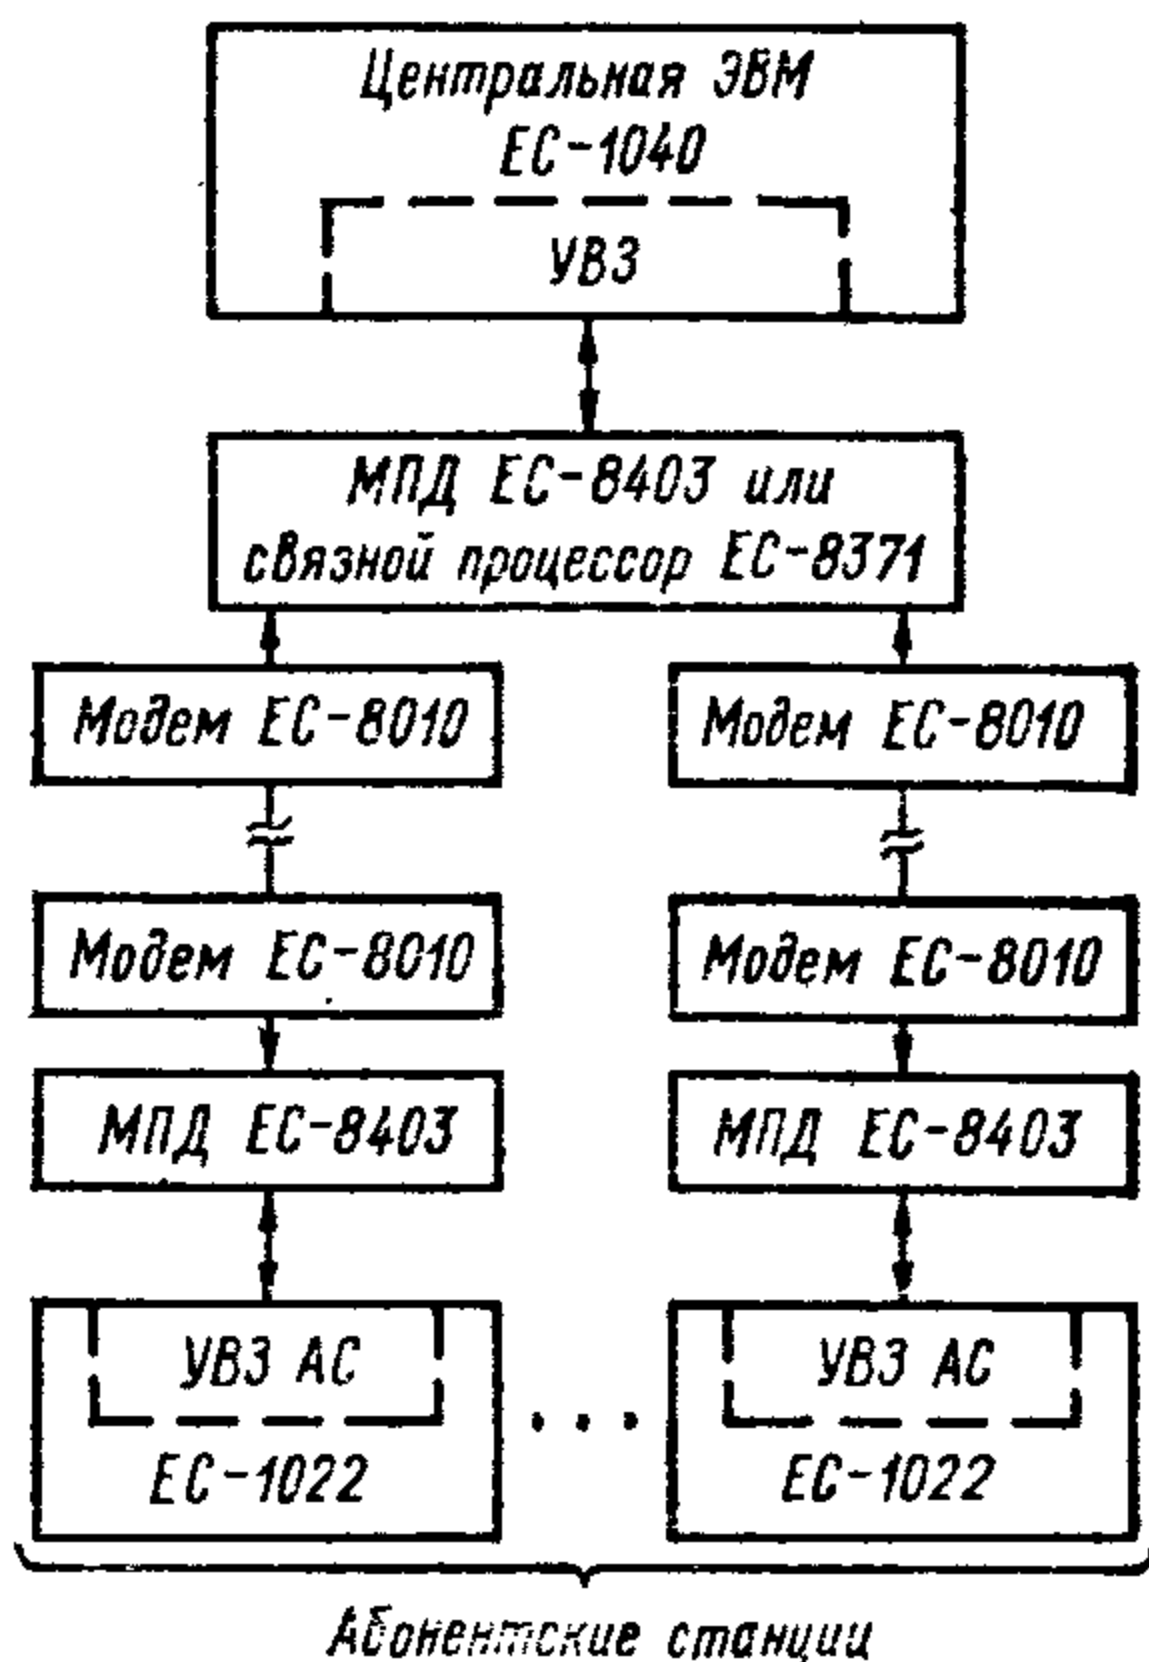 Центральная ЭВМ
ЕС-1040
УВЗ
МПД ЕС-8403 или
связной процессор ЕС-8371
Модем ЕС-8010
Модем ЕС-8010
Модем ЕС-8010
Модем ЕС-8010
МПД ЕС-8403
МПД ЕС-8403
УВЗ АС
ЕС-1022
...
УВЗ АС
ЕС-1022
Абонентские станции